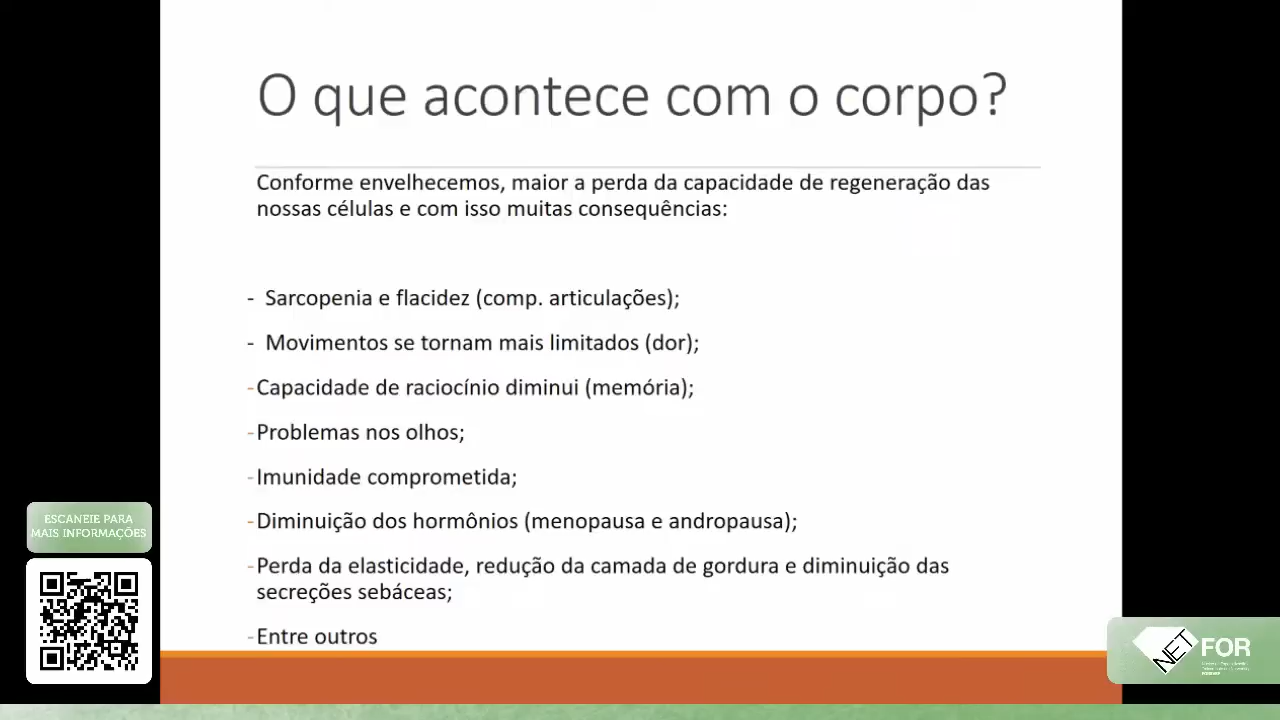 O que acontece com o corpo?
Conforme envelhecemos, maior a perda da capacidade de regeneração das
nossas células e com isso muitas consequências:
- Sarcopenia e flacidez (comp. articulações);
- Movimentos se tornam mais limitados (dor);
-Capacidade de raciocínio diminui (memória);
-Problemas nos olhos;
-Imunidade comprometida;
-Diminuição dos hormônios (menopausa e andropausa);
-Perda da elasticidade, redução da camada de gordura e diminuição das
secreções sebáceas;
-Entre outros
ESCANEIE PARA
MAIS INFORMAÇÕES
NET FOR